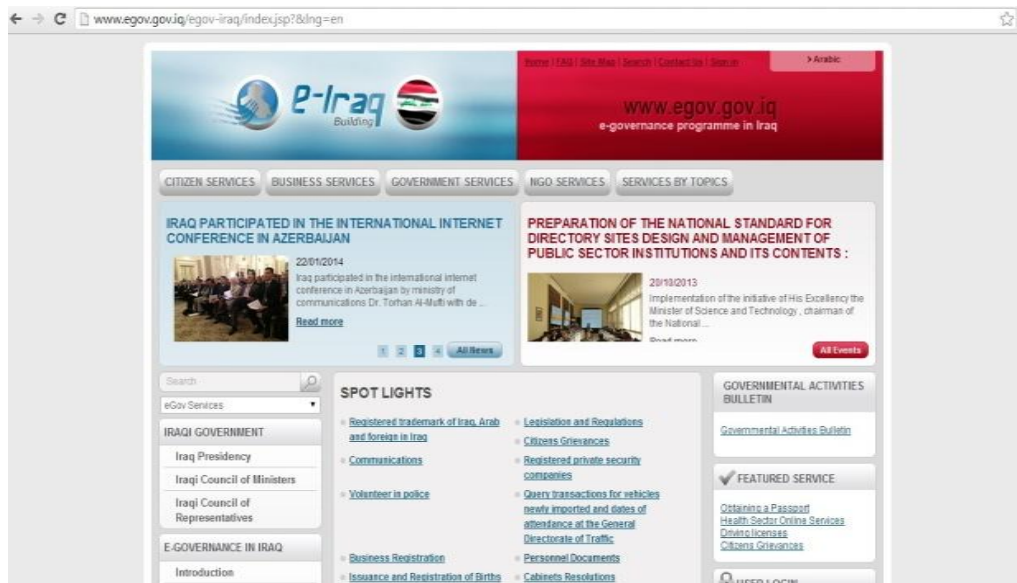 www.egov.gov.iq/egov-iraq/index.jsp?&lng=en
Home | FAQ | Site Map | Search | Contact Us | Sign in
> Arabic
e-Iraq
Building
www.egov.gov.iq
e-governance programme in Iraq
CITIZEN SERVICES
BUSINESS SERVICES
GOVERNMENT SERVICES
NGO SERVICES
SERVICES BY TOPICS
IRAQ PARTICIPATED IN THE INTERNATIONAL INTERNET
CONFERENCE IN AZERBAIJAN
22/01/2014
Iraq participated in the international internet
conference in Azerbaijan by ministry of
communications Dr. Torhan Al-Mufti with de ...
Read more
1 2 3 4 All News
PREPARATION OF THE NATIONAL STANDARD FOR
DIRECTORY SITES DESIGN AND MANAGEMENT OF
PUBLIC SECTOR INSTITUTIONS AND ITS CONTENTS :
20/10/2013
Implementation of the initiative of His Excellency the
Minister of Science and Technology , chairman of
the National ...
Read more
All Events
Search
eGov Services
IRAQI GOVERNMENT
Iraq Presidency
Iraqi Council of Ministers
Iraqi Council of
Representatives
E-GOVERNANCE IN IRAQ
Introduction
SPOT LIGHTS
Registered trademark of Iraq, Arab
and foreign in Iraq
Communications
Volunteer in police
Business Registration
Issuance and Registration of Births
Legislation and Regulations
Citizens Grievances
Registered private security
companies
Query transactions for vehicles
newly imported and dates of
attendance at the General
Directorate of Traffic
Personnel Documents
Cabinets Resolutions
GOVERNMENTAL ACTIVITIES
BULLETIN
Governmental Activities Bulletin
FEATURED SERVICE
Obtaining a Passport
Health Sector Online Services
Driving licenses
Citizens Grievances
USER LOGIN